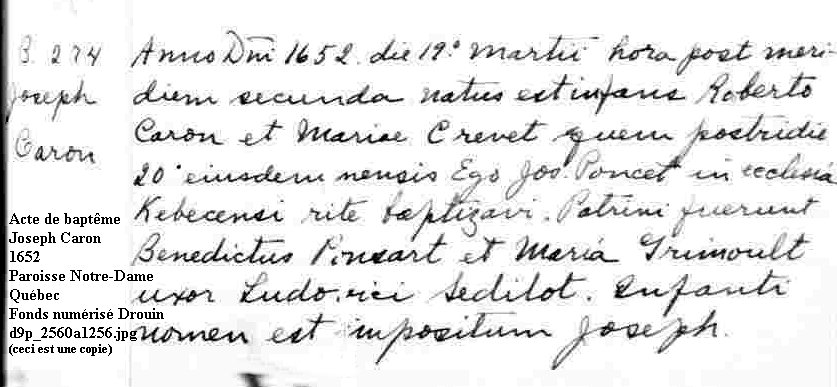 B. 274
Joseph
Caron
Anno Dni 1652 die 19° Martii hora post meri-
diem secunda natus est infans Roberto
Caron et Mariae Crevet quem postridie
20° eiusdem mensis Ego Jos. Poncet in ecclesia
Kebecensi rite baptizavi. Patrini fuerunt
Benedictus Ponsart et Maria Grimoult
uxor Ludovici Sedilot. Infanti
nomen est impositum Joseph.
Acte de baptême
Joseph Caron
1652
Paroisse Notre-Dame
Québec
Fonds numérisé Drouin
d9p_2560a1256.jpg
(ceci est une copie)